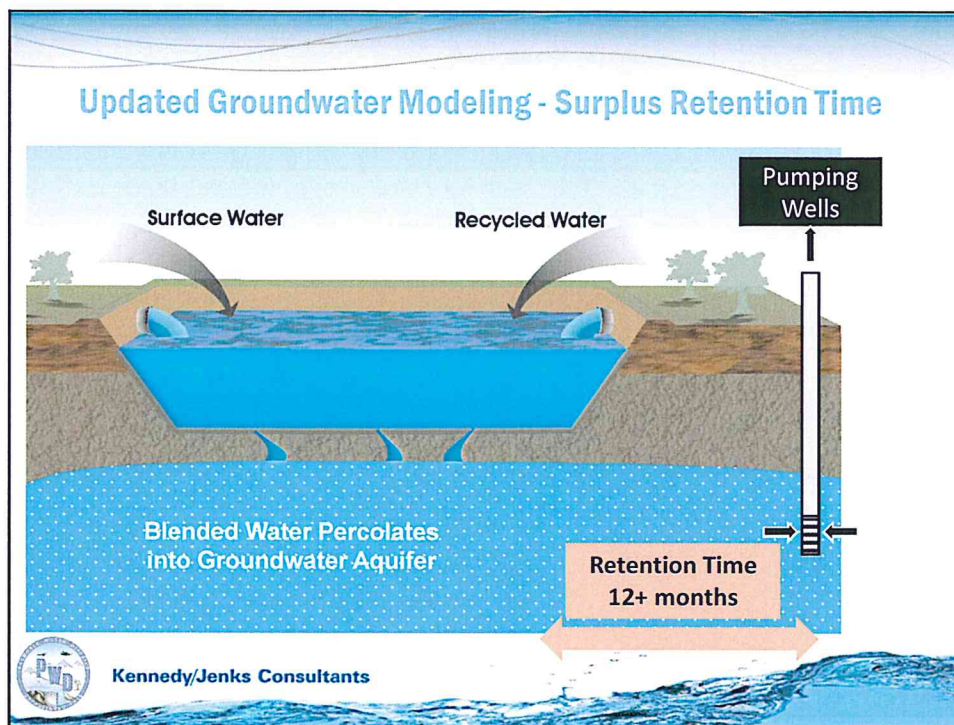 Updated Groundwater Modeling - Surplus Retention Time
Pumping
Wells
Surface Water
Recycled Water
Blended Water Percolates
into Groundwater Aquifer
Retention Time
12+ months
PWD
Kennedy/Jenks Consultants